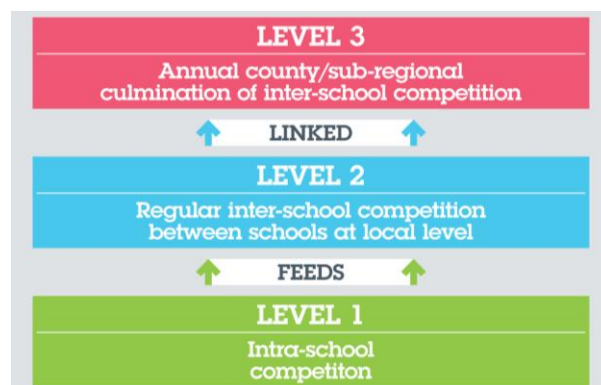 LEVEL 3
Annual county/sub-regional
culmination of inter-school competition
LINKED
LEVEL 2
Regular inter-school competition
between schools at local level
FEEDS
LEVEL 1
Intra-school
competiton